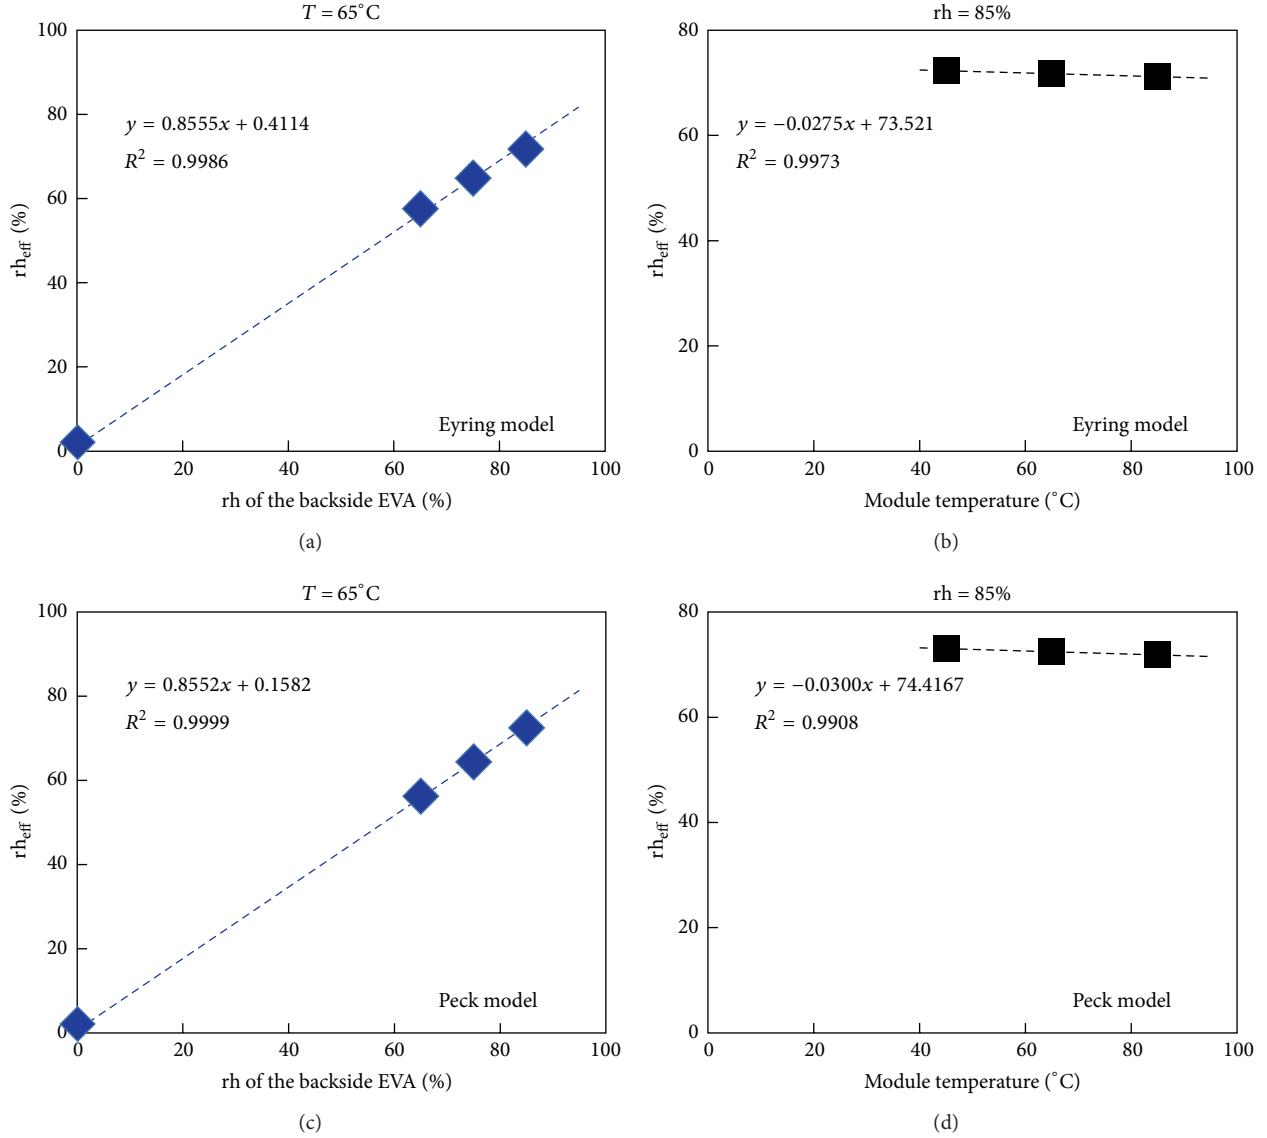 T = 65°C
100
80
60
40
20
0
rh_eff (%)
y = 0.8555x + 0.4114
R² = 0.9986
Eyring model
0 20 40 60 80 100
rh of the backside EVA (%)
(a)
rh = 85%
80
60
40
20
0
rh_eff (%)
y = −0.0275x + 73.521
R² = 0.9973
Eyring model
0 20 40 60 80 100
Module temperature (°C)
(b)
T = 65°C
100
80
60
40
20
0
rh_eff (%)
y = 0.8552x + 0.1582
R² = 0.9999
Peck model
0 20 40 60 80 100
rh of the backside EVA (%)
(c)
rh = 85%
80
60
40
20
0
rh_eff (%)
y = −0.0300x + 74.4167
R² = 0.9908
Peck model
0 20 40 60 80 100
Module temperature (°C)
(d)